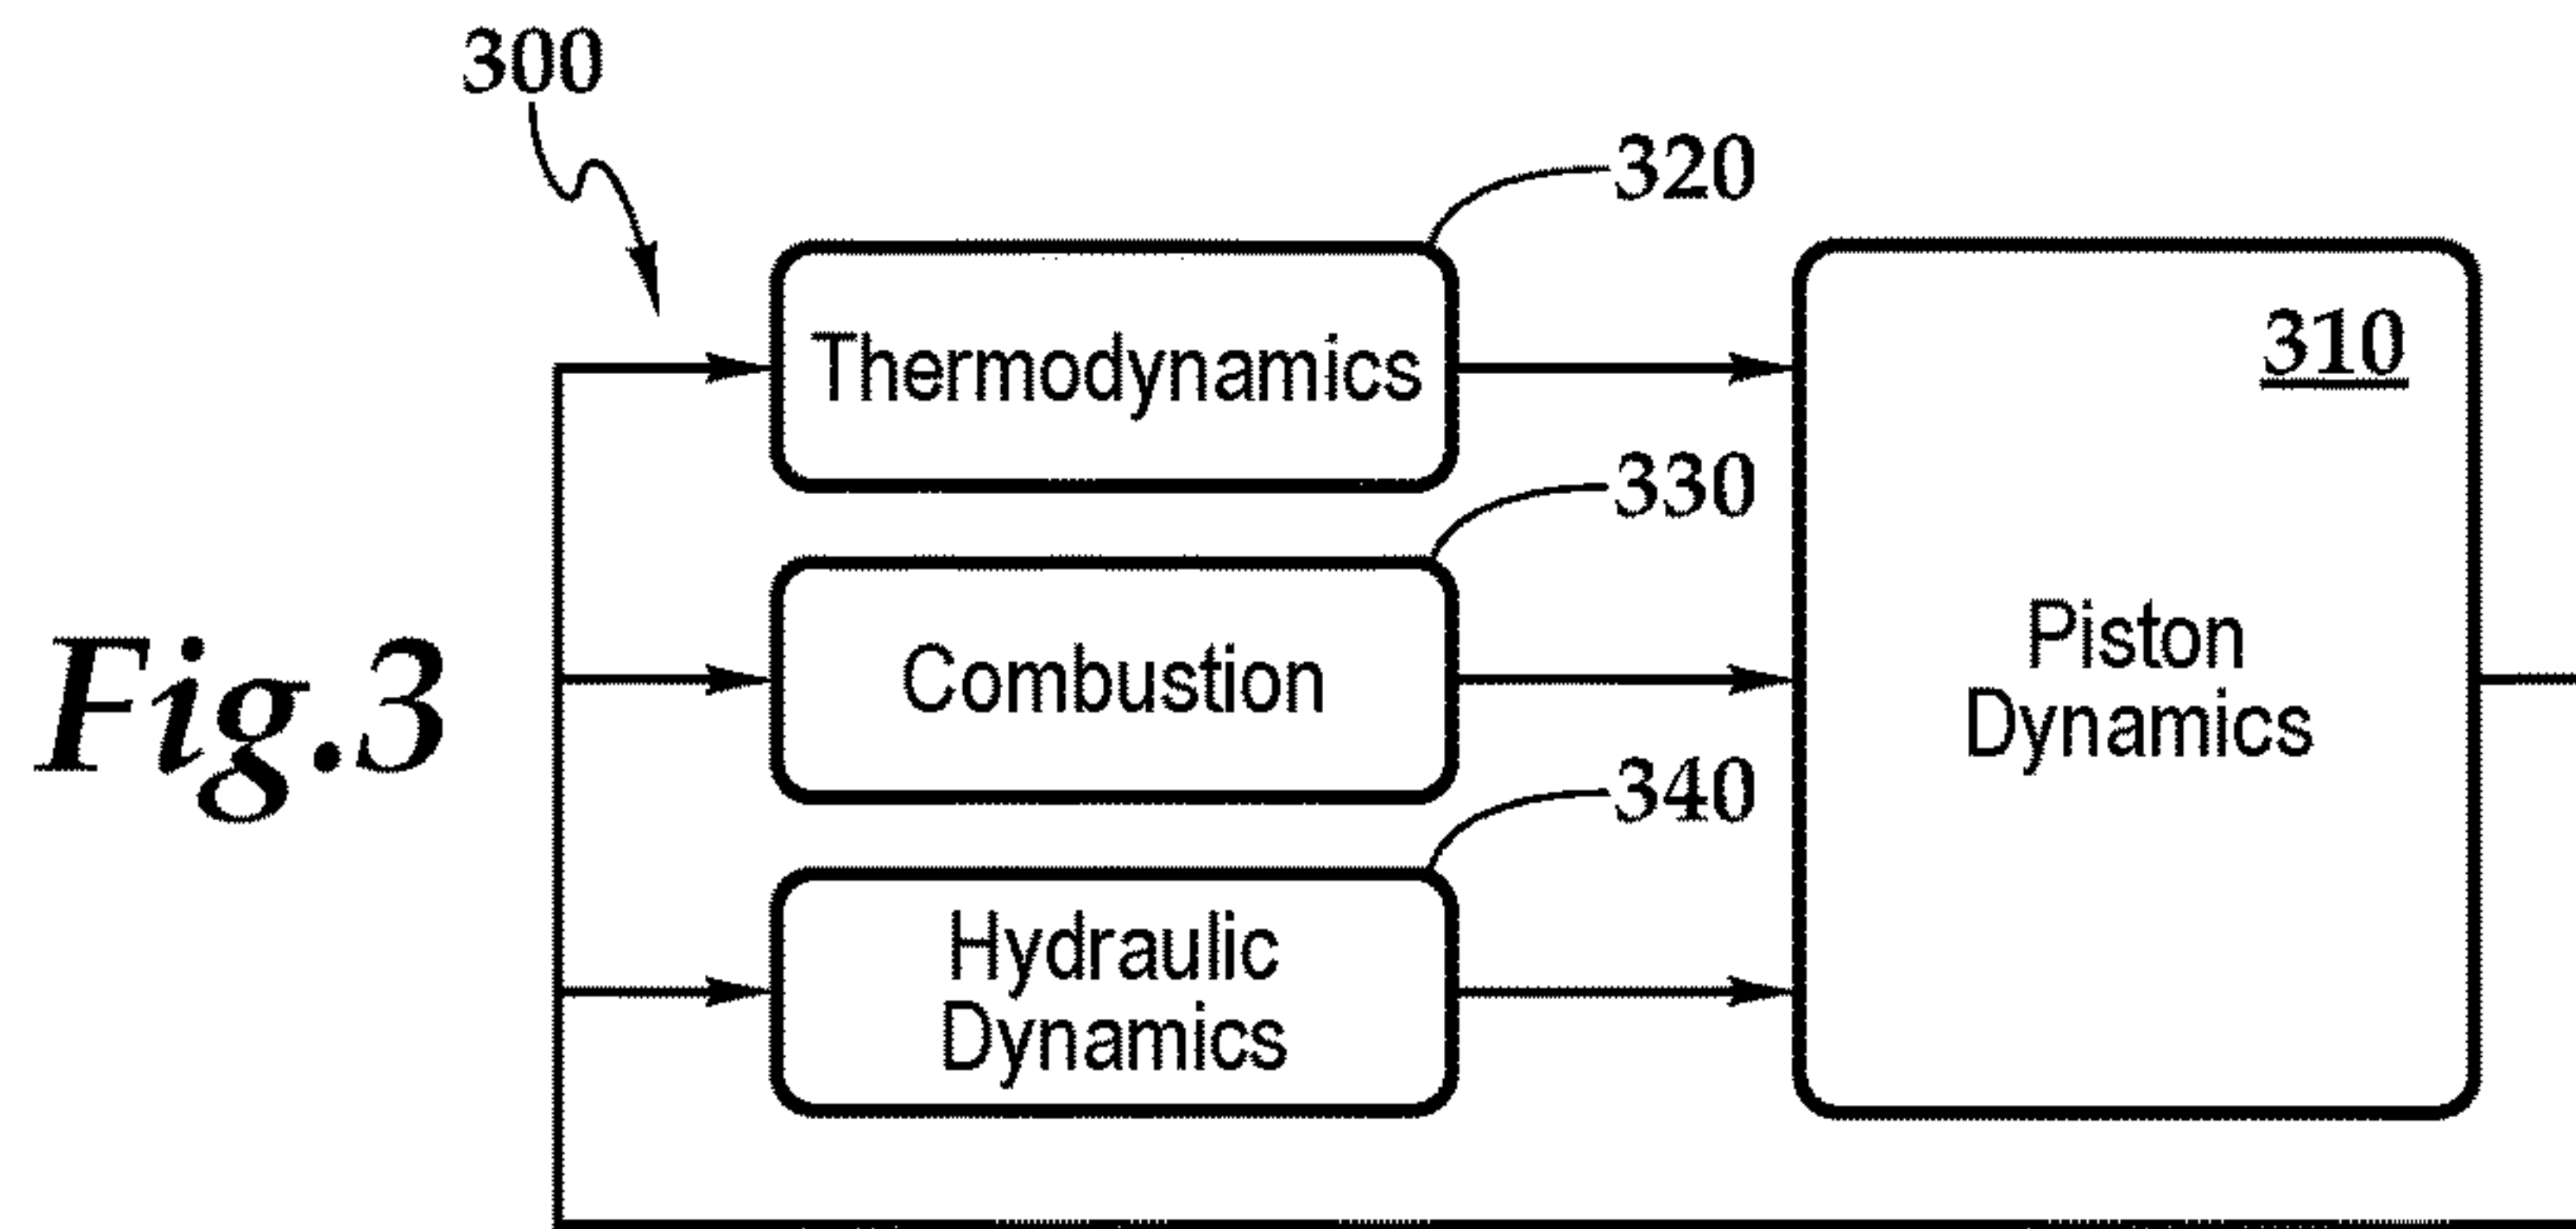 300
320
Thermodynamics
310
330
Combustion
Piston
Dynamics
340
Hydraulic
Dynamics
Fig.3